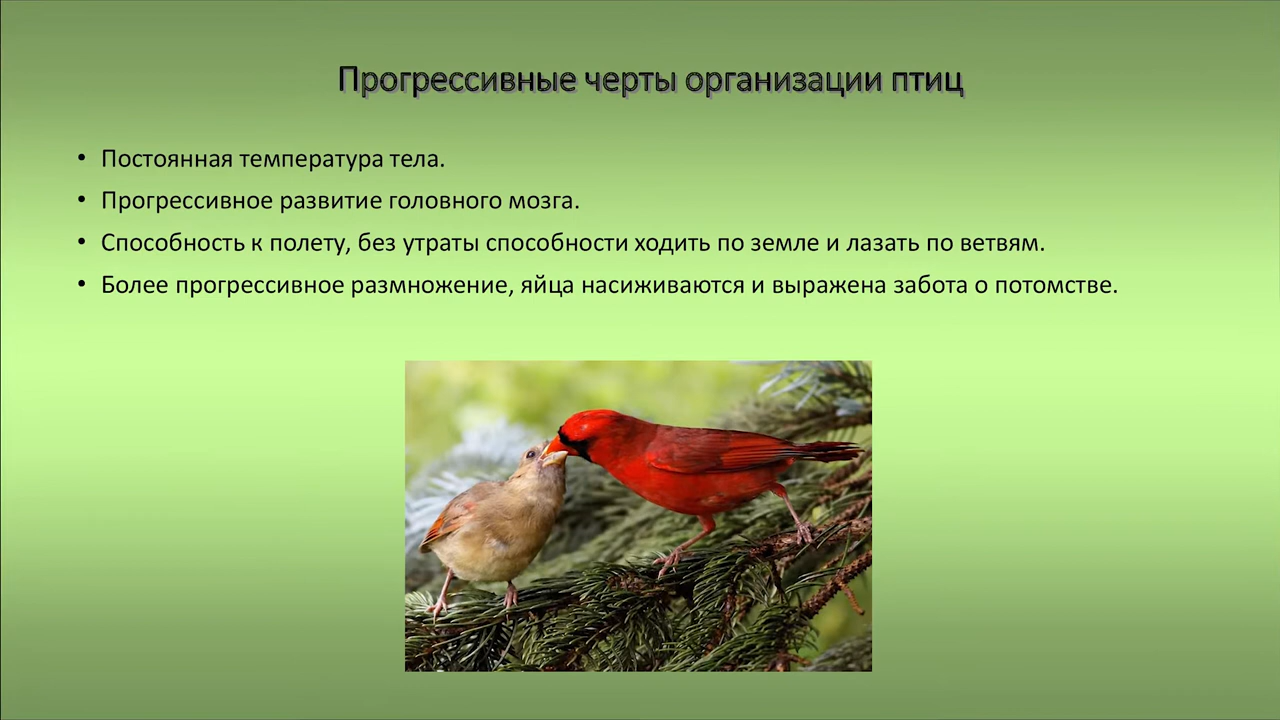 Прогрессивные черты организации птиц
• Постоянная температура тела.
• Прогрессивное развитие головного мозга.
• Способность к полету, без утраты способности ходить по земле и лазать по ветвям.
• Более прогрессивное размножение, яйца насиживаются и выражена забота о потомстве.